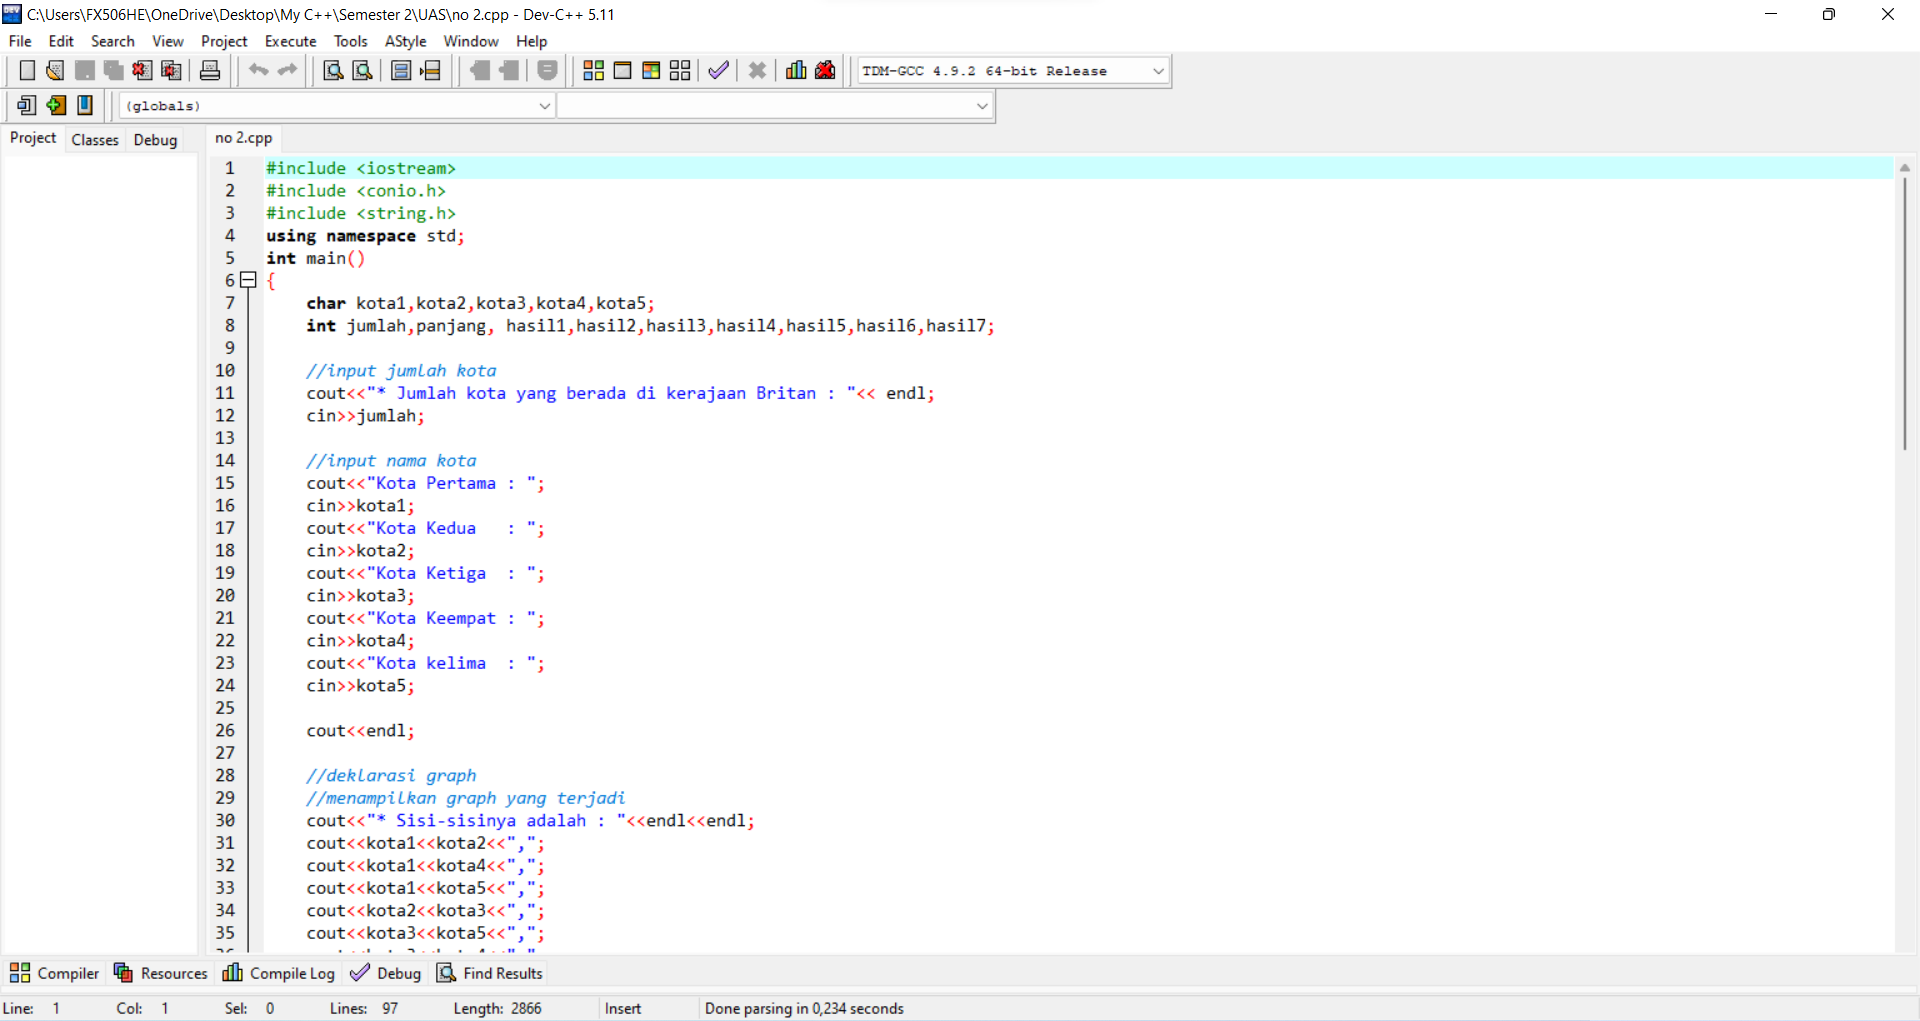 C:\Users\FX506HE\OneDrive\Desktop\My C++\Semester 2\UAS\no 2.cpp - Dev-C++ 5.11
File Edit Search View Project Execute Tools AStyle Window Help
TDM-GCC 4.9.2 64-bit Release
(globals)
Project Classes Debug
no 2.cpp
1 #include <iostream>
2 #include <conio.h>
3 #include <string.h>
4 using namespace std;
5 int main()
6 {
7 char kota1,kota2,kota3,kota4,kota5;
8 int jumlah,panjang, hasil1,hasil2,hasil3,hasil4,hasil5,hasil6,hasil7;
9
10 //input jumlah kota
11 cout<<"* Jumlah kota yang berada di kerajaan Britan : "<< endl;
12 cin>>jumlah;
13
14 //input nama kota
15 cout<<"Kota Pertama : ";
16 cin>>kota1;
17 cout<<"Kota Kedua   : ";
18 cin>>kota2;
19 cout<<"Kota Ketiga  : ";
20 cin>>kota3;
21 cout<<"Kota Keempat : ";
22 cin>>kota4;
23 cout<<"Kota kelima  : ";
24 cin>>kota5;
25
26 cout<<endl;
27
28 //deklarasi graph
29 //menampilkan graph yang terjadi
30 cout<<"* Sisi-sisinya adalah : "<<endl<<endl;
31 cout<<kota1<<kota2<<",";
32 cout<<kota1<<kota4<<",";
33 cout<<kota1<<kota5<<",";
34 cout<<kota2<<kota3<<",";
35 cout<<kota3<<kota5<<",";
Compiler Resources Compile Log Debug Find Results
Line: 1 Col: 1 Sel: 0 Lines: 97 Length: 2866 Insert Done parsing in 0,234 seconds